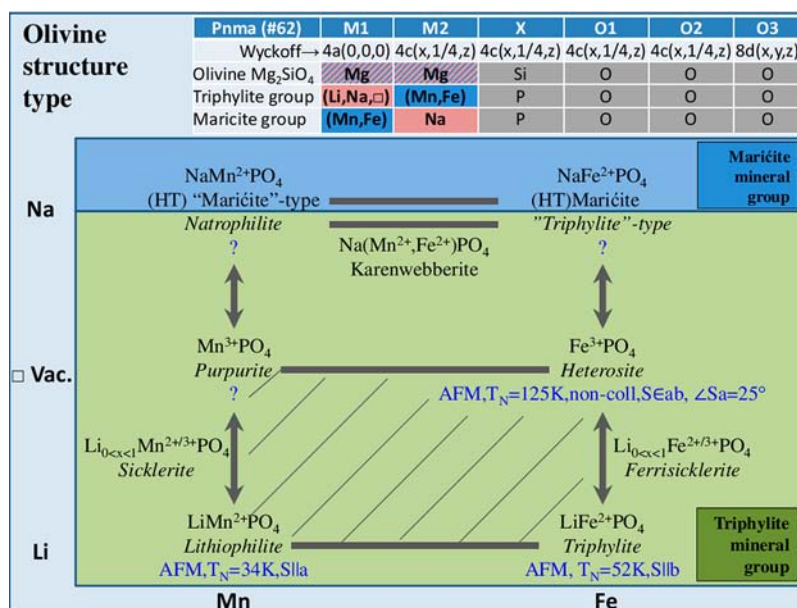 Olivine structure type
Pnma (#62) M1 M2 X O1 O2 O3
Wyckoff→ 4a(0,0,0) 4c(x,1/4,z) 4c(x,1/4,z) 4c(x,1/4,z) 4c(x,1/4,z) 8d(x,y,z)
Olivine Mg₂SiO₄ Mg Mg Si O O O
Triphylite group (Li,Na,□) (Mn,Fe) P O O O
Maricite group (Mn,Fe) Na P O O O
NaMn²⁺PO₄
(HT) “Marićite”-type
Natrophilite
?
NaFe²⁺PO₄
(HT)Marićite
”Triphylite”-type
?
Marićite mineral group
Na
Na(Mn²⁺,Fe²⁺)PO₄
Karenwebberite
Mn³⁺PO₄
Purpurite
?
Fe³⁺PO₄
Heterosite
AFM,T_N=125K,non-coll,S∈ab, ∠Sa=25°
□ Vac.
Li₀<ₓ<₁Mn²⁺/³⁺PO₄
Sicklerite
Li₀<ₓ<₁Fe²⁺/³⁺PO₄
Ferrisicklerite
LiMn²⁺PO₄
Lithiophilite
AFM,T_N=34K,S||a
LiFe²⁺PO₄
Triphylite
AFM, T_N=52K,S||b
Triphylite mineral group
Li
Mn Fe